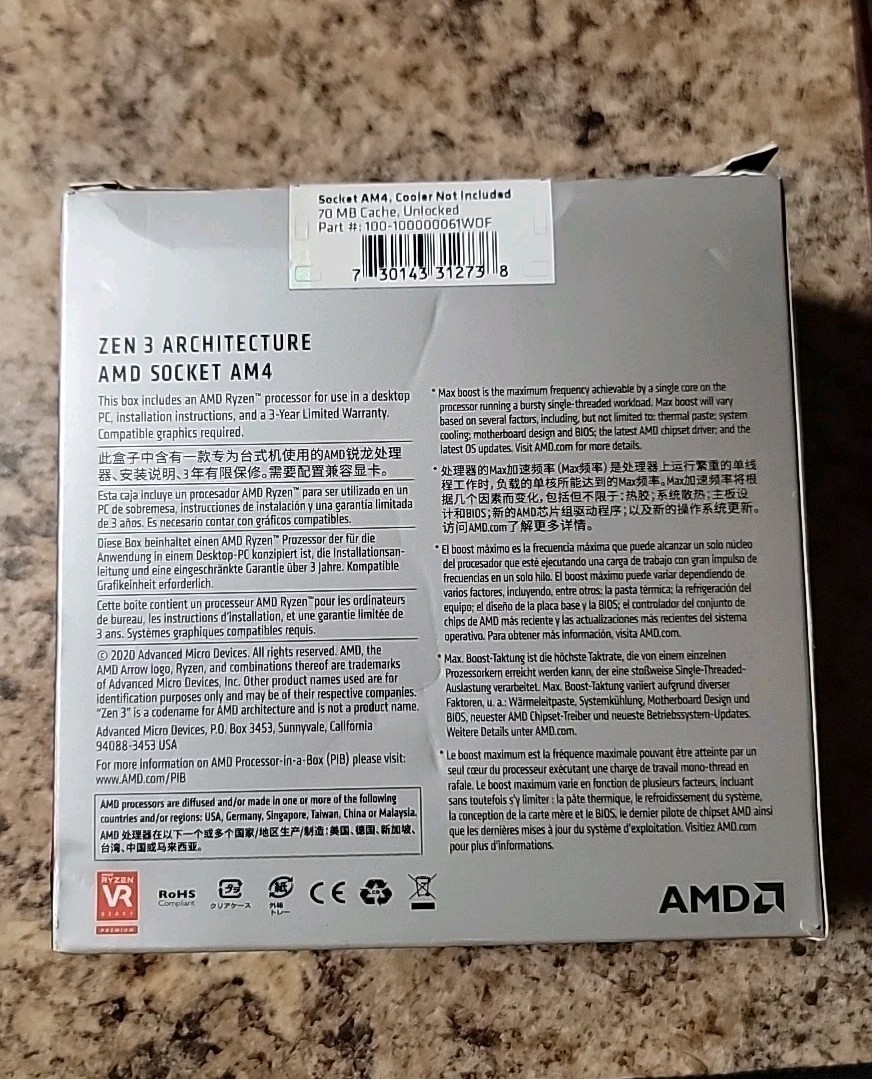 Socket AM4, Cooler Not Included
70 MB Cache, Unlocked
Part #: 100-100000061WOF
7 30143 31273 8
ZEN 3 ARCHITECTURE
AMD SOCKET AM4
This box includes an AMD Ryzen™ processor for use in a desktop
PC, installation instructions, and a 3-Year Limited Warranty.
Compatible graphics required.
此盒子中含有一款专为台式机使用的AMD锐龙处理
器、安装说明、3年有限保修。需要配置兼容显卡。
Esta caja incluye un procesador AMD Ryzen™ para ser utilizado en un
PC de sobremesa, instrucciones de instalación y una garantía limitada
de 3 años. Es necesario contar con gráficos compatibles.
Diese Box beinhaltet einen AMD Ryzen™ Prozessor der für die
Anwendung in einem Desktop-PC konzipiert ist, die Installationsan-
leitung und eine eingeschränkte Garantie über 3 Jahre. Kompatible
Grafikeinheit erforderlich.
Cette boîte contient un processeur AMD Ryzen™pour les ordinateurs
de bureau, les instructions d'installation, et une garantie limitée de
3 ans. Systèmes graphiques compatibles requis.
© 2020 Advanced Micro Devices. All rights reserved. AMD, the
AMD Arrow logo, Ryzen, and combinations thereof are trademarks
of Advanced Micro Devices, Inc. Other product names used are for
identification purposes only and may be of their respective companies.
"Zen 3" is a codename for AMD architecture and is not a product name.
Advanced Micro Devices, P.O. Box 3453, Sunnyvale, California
94088-3453 USA
For more information on AMD Processor-in-a-Box (PIB) please visit:
www.AMD.com/PIB
AMD processors are diffused and/or made in one or more of the following
countries and/or regions: USA, Germany, Singapore, Taiwan, China or Malaysia.
AMD 处理器在以下一个或多个国家/地区生产/制造:美国、德国、新加坡、
台湾、中国或马来西亚。
* Max boost is the maximum frequency achievable by a single core on the
processor running a bursty single-threaded workload. Max boost will vary
based on several factors, including, but not limited to: thermal paste; system
cooling; motherboard design and BIOS; the latest AMD chipset driver; and the
latest OS updates. Visit AMD.com for more details.
* 处理器的Max加速频率 (Max频率) 是处理器上运行繁重的单线
程工作时, 负载的单核所能达到的Max频率。Max加速频率将根
据几个因素而变化, 包括但不限于:热胶;系统散热;主板设
计和BIOS;新的AMD芯片组驱动程序;以及新的操作系统更新。
访问AMD.com了解更多详情。
* El boost máximo es la frecuencia máxima que puede alcanzar un solo núcleo
del procesador que esté ejecutando una carga de trabajo con gran impulso de
frecuencias en un solo hilo. El boost máximo puede variar dependiendo de
varios factores, incluyendo, entre otros: la pasta térmica; la refrigeración del
equipo; el diseño de la placa base y la BIOS; el controlador del conjunto de
chips de AMD más reciente y las actualizaciones más recientes del sistema
operativo. Para obtener más información, visita AMD.com.
* Max. Boost-Taktung ist die höchste Taktrate, die von einem einzelnen
Prozessorkern erreicht werden kann, der eine stoßweise Single-Threaded-
Auslastung verarbeitet. Max. Boost-Taktung variiert aufgrund diverser
Faktoren, u. a.: Wärmeleitpaste, Systemkühlung, Motherboard Design und
BIOS, neuester AMD Chipset-Treiber und neueste Betriebssystem-Updates.
Weitere Details unter AMD.com.
* Le boost maximum est la fréquence maximale pouvant être atteinte par un
seul cœur du processeur exécutant une charge de travail mono-thread en
rafale. Le boost maximum varie en fonction de plusieurs facteurs, incluant
sans toutefois s'y limiter : la pâte thermique, le refroidissement du système,
la conception de la carte mère et le BIOS, le dernier pilote de chipset AMD ainsi
que les dernières mises à jour du système d'exploitation. Visitiez AMD.com
pour plus d'informations.
RYZEN
VR
READY
PREMIUM
RoHS
Compliant
プラ
クリアケース
紙
外箱
トレー
CE
AMD